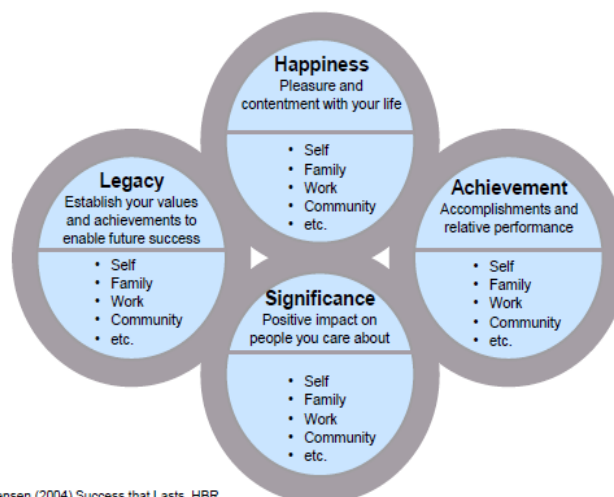 Happiness
Pleasure and
contentment with your life
• Self
• Family
• Work
• Community
• etc.
Legacy
Establish your values
and achievements to
enable future success
• Self
• Family
• Work
• Community
• etc.
Achievement
Accomplishments and
relative performance
• Self
• Family
• Work
• Community
• etc.
Significance
Positive impact on
people you care about
• Self
• Family
• Work
• Community
• etc.
ensen (2004) Success that Lasts, HBR